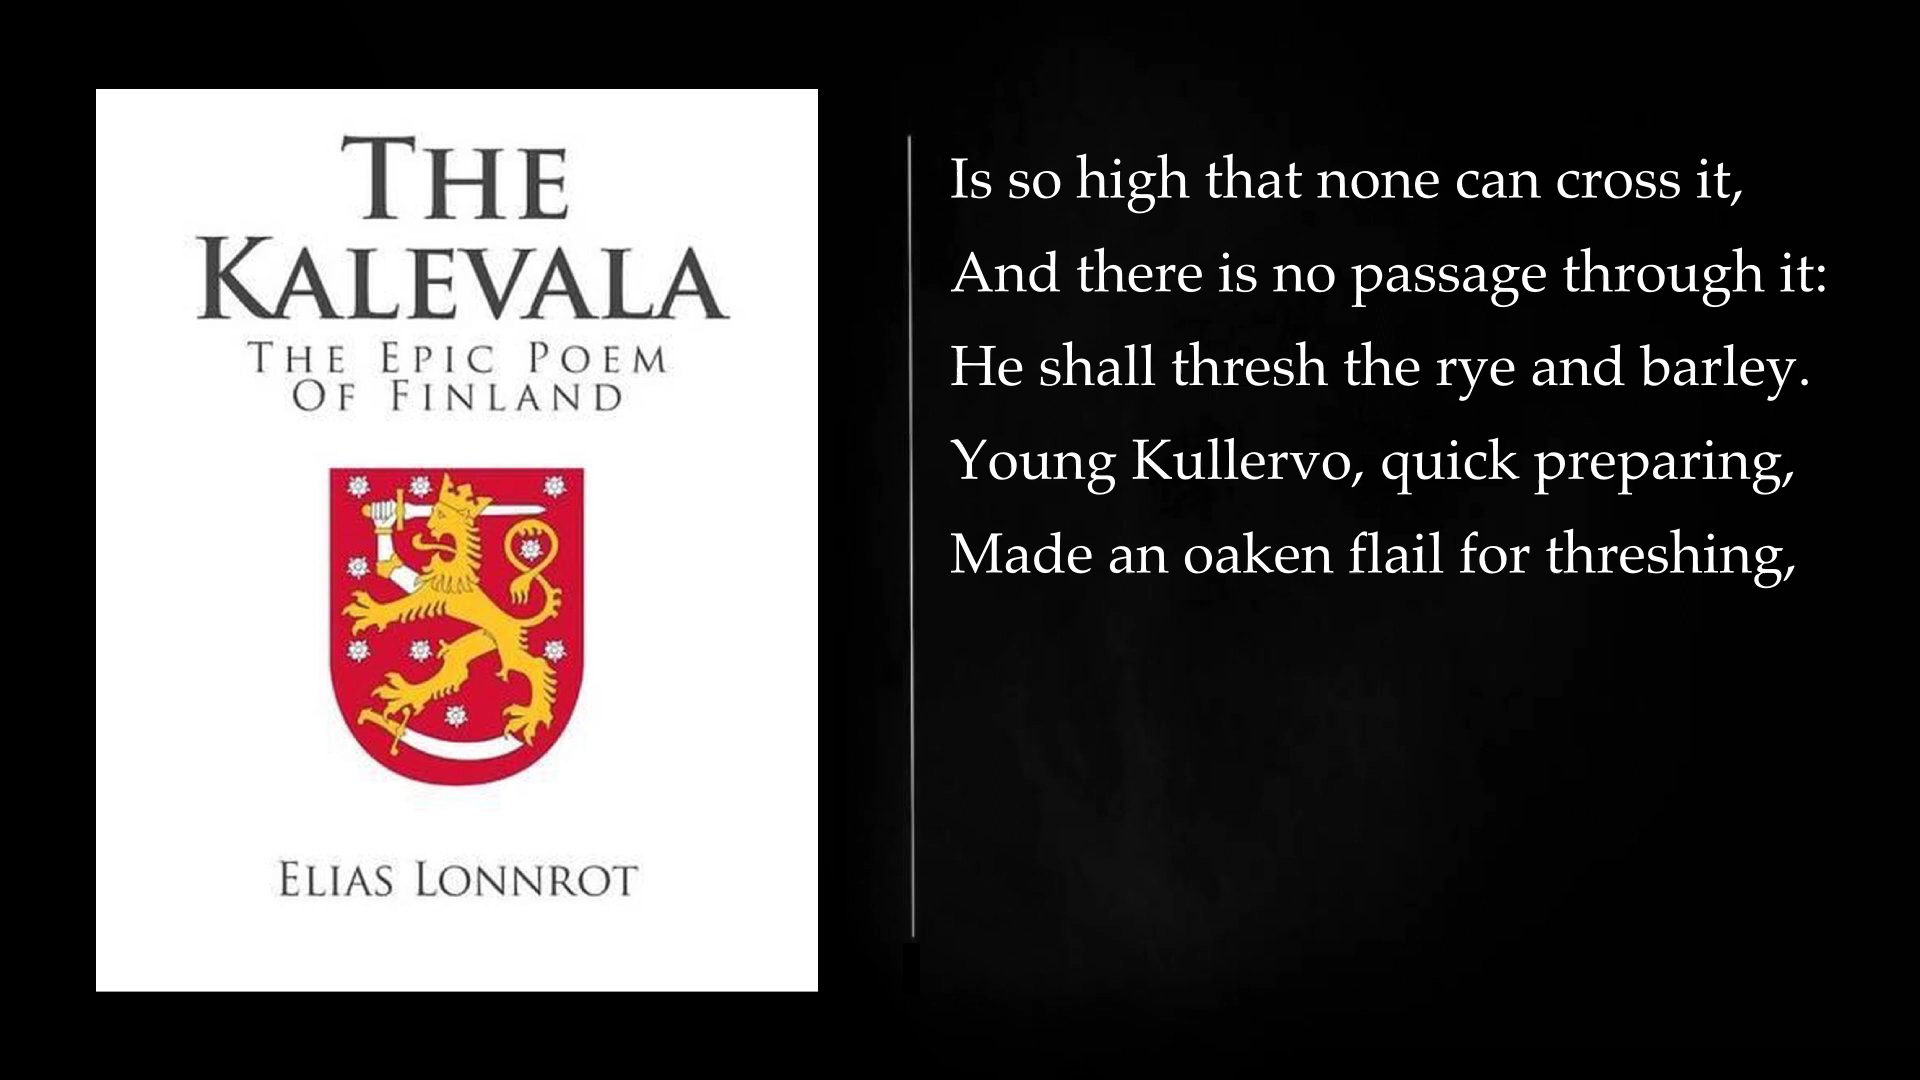 THE
KALEVALA
THE EPIC POEM
OF FINLAND
ELIAS LONNROT
Is so high that none can cross it,
And there is no passage through it:
He shall thresh the rye and barley.
Young Kullervo, quick preparing,
Made an oaken flail for threshing,